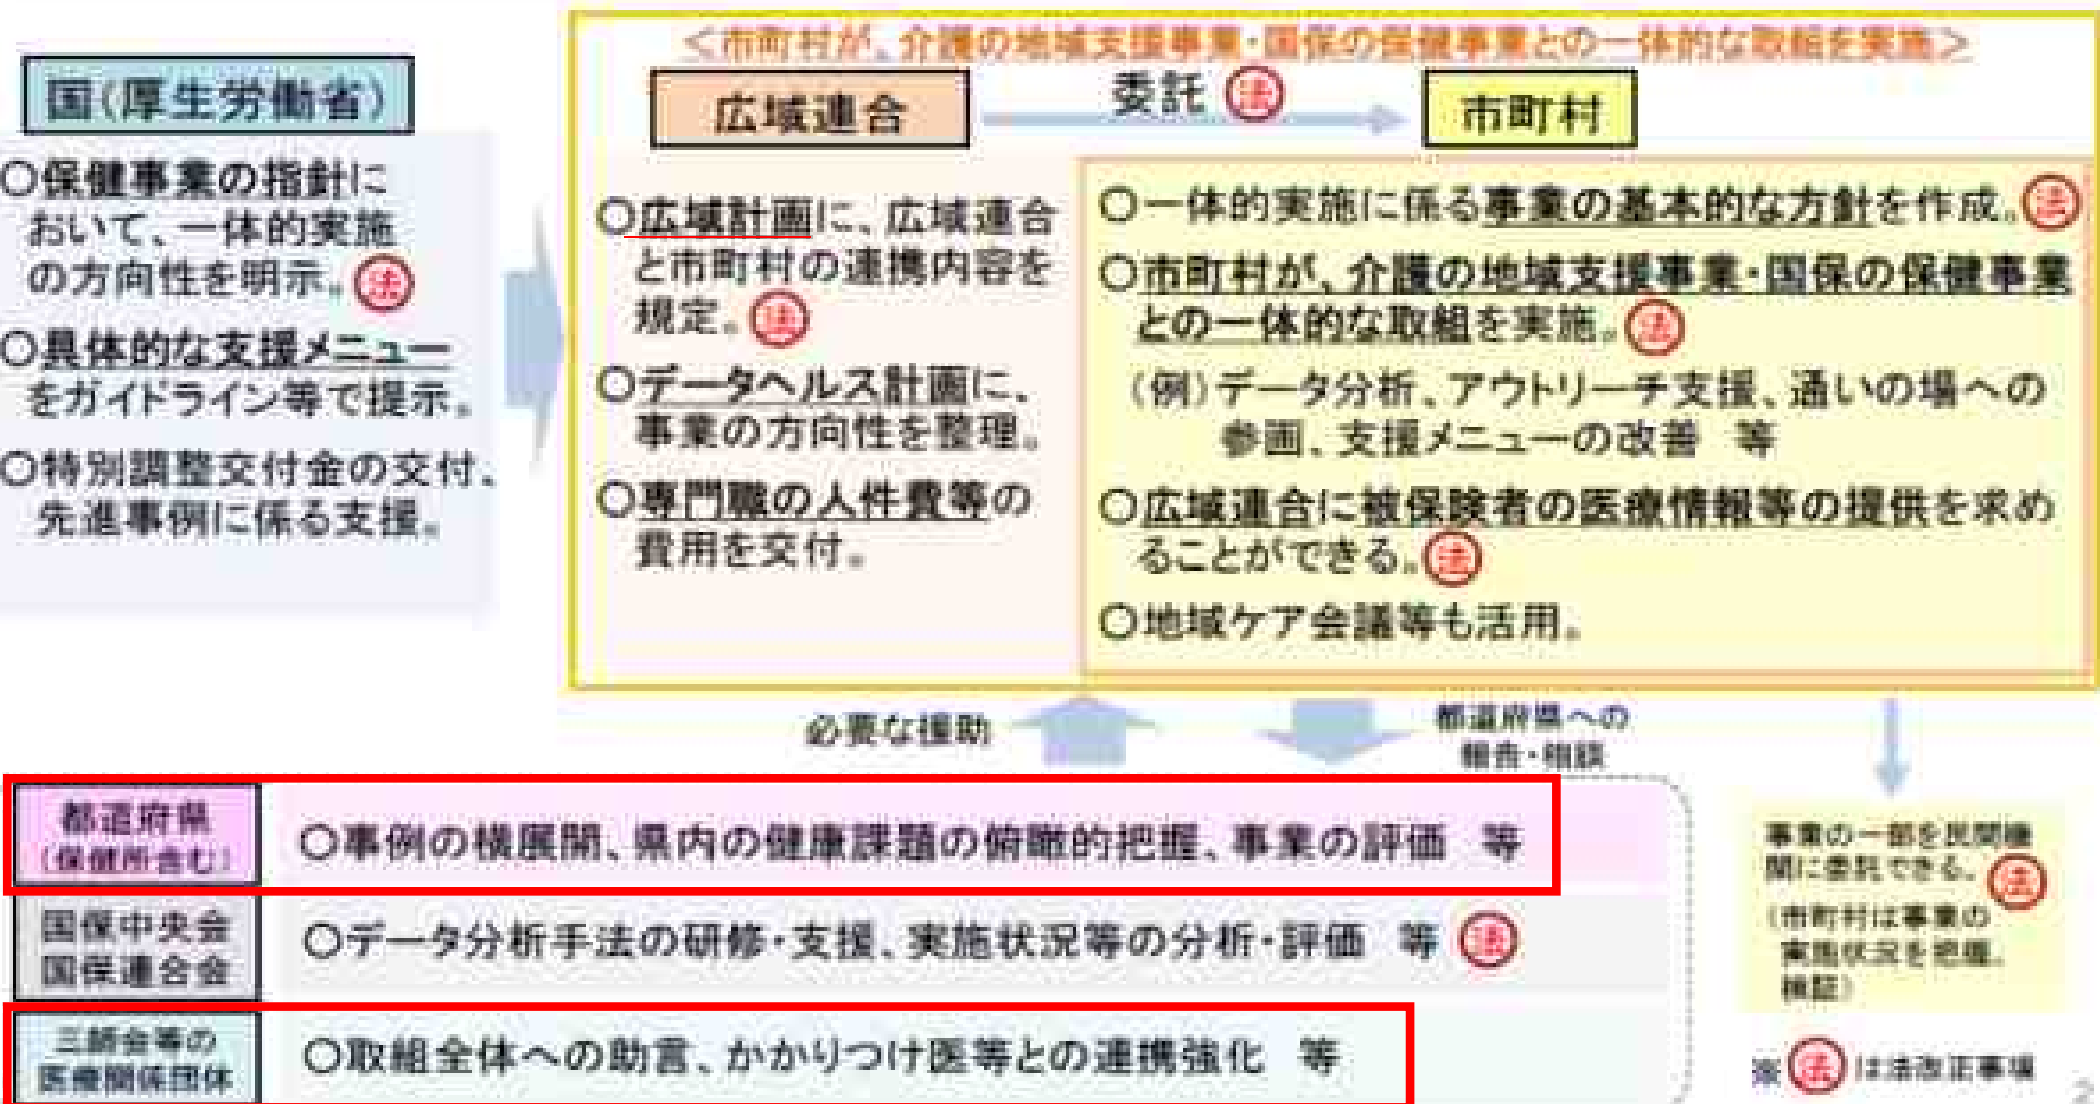 <市町村が、介護の地域支援事業・国保の保健事業との一体的な取組を実施>
国(厚生労働省)
○保健事業の指針に
おいて、一体的実施
の方向性を明示。法
○具体的な支援メニュー
をガイドライン等で提示。
○特別調整交付金の交付、
先進事例に係る支援。
広域連合
委託 法
市町村
○広域計画に、広域連合
と市町村の連携内容を
規定。法
○データヘルス計画に、
事業の方向性を整理。
○専門職の人件費等の
費用を交付。
○一体的実施に係る事業の基本的な方針を作成。法
○市町村が、介護の地域支援事業・国保の保健事業
との一体的な取組を実施。法
(例)データ分析、アウトリーチ支援、通いの場への
参画、支援メニューの改善 等
○広域連合に被保険者の医療情報等の提供を求め
ることができる。法
○地域ケア会議等も活用。
必要な援助
都道府県への
報告・相談
都道府県
(保健所含む)
○事例の横展開、県内の健康課題の俯瞰的把握、事業の評価 等
国保中央会
国保連合会
○データ分析手法の研修・支援、実施状況等の分析・評価 等 法
三師会等の
医療関係団体
○取組全体への助言、かかりつけ医等との連携強化 等
事業の一部を民間機
関に委託できる。法
(市町村は事業の
実施状況を把握、
検証)
※法は法改正事項
2